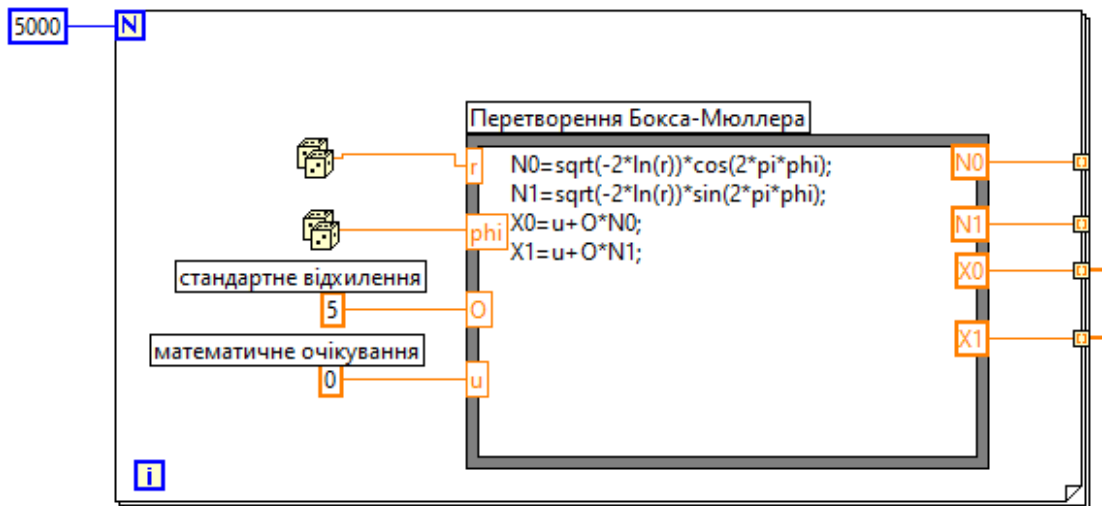 5000
N
Перетворення Бокса-Мюллера
r
N0=sqrt(-2*ln(r))*cos(2*pi*phi);
N0
N1=sqrt(-2*ln(r))*sin(2*pi*phi);
phi
X0=u+O*N0;
N1
X1=u+O*N1;
X0
стандартне відхилення
5
O
X1
математичне очікування
0
u
i